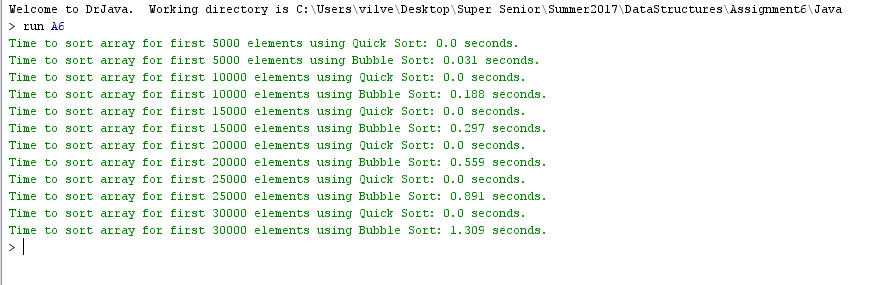 Welcome to DrJava.  Working directory is C:\Users\vilve\Desktop\Super Senior\Summer2017\DataStructures\Assignment6\Java
> run A6
Time to sort array for first 5000 elements using Quick Sort: 0.0 seconds.
Time to sort array for first 5000 elements using Bubble Sort: 0.031 seconds.
Time to sort array for first 10000 elements using Quick Sort: 0.0 seconds.
Time to sort array for first 10000 elements using Bubble Sort: 0.188 seconds.
Time to sort array for first 15000 elements using Quick Sort: 0.0 seconds.
Time to sort array for first 15000 elements using Bubble Sort: 0.297 seconds.
Time to sort array for first 20000 elements using Quick Sort: 0.0 seconds.
Time to sort array for first 20000 elements using Bubble Sort: 0.559 seconds.
Time to sort array for first 25000 elements using Quick Sort: 0.0 seconds.
Time to sort array for first 25000 elements using Bubble Sort: 0.891 seconds.
Time to sort array for first 30000 elements using Quick Sort: 0.0 seconds.
Time to sort array for first 30000 elements using Bubble Sort: 1.309 seconds.
>